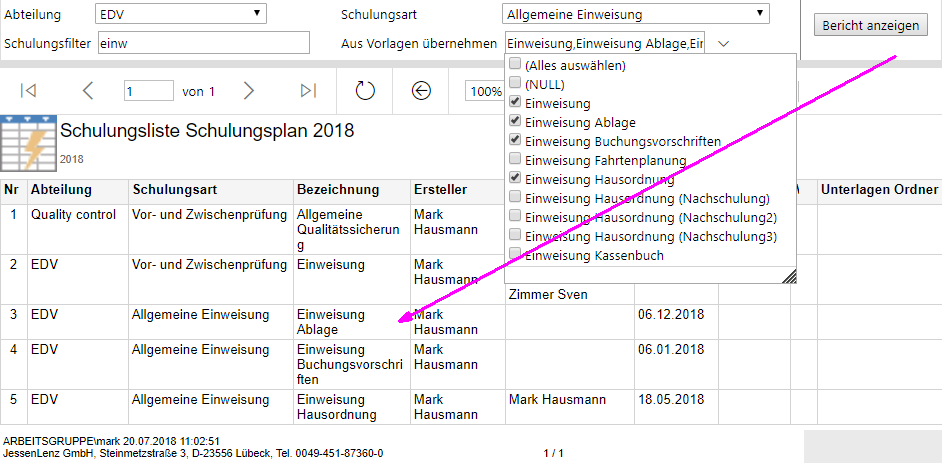 Abteilung EDV Schulungsart Allgemeine Einweisung Bericht anzeigen
Schulungsfilter einw Aus Vorlagen übernehmen Einweisung,Einweisung Ablage,Ein
(Alles auswählen)
(NULL)
Einweisung
Einweisung Ablage
Einweisung Buchungsvorschriften
Einweisung Fahrtenplanung
Einweisung Hausordnung
Einweisung Hausordnung (Nachschulung)
Einweisung Hausordnung (Nachschulung2)
Einweisung Hausordnung (Nachschulung3)
Einweisung Kassenbuch
1 von 1 100%
Schulungsliste Schulungsplan 2018
2018
Nr Abteilung Schulungsart Bezeichnung Ersteller ) Unterlagen Ordner
1 Quality control Vor- und Zwischenprüfung Allgemeine Mark
Qualitätssicherun Hausmann
g
2 EDV Vor- und Zwischenprüfung Einweisung Mark
Hausmann
Zimmer Sven
3 EDV Allgemeine Einweisung Einweisung Mark 06.12.2018
Ablage Hausmann
4 EDV Allgemeine Einweisung Einweisung Mark 06.01.2018
Buchungsvorschri Hausmann
ften
5 EDV Allgemeine Einweisung Einweisung Mark Mark Hausmann 18.05.2018
Hausordnung Hausmann
ARBEITSGRUPPE\mark 20.07.2018 11:02:51
JessenLenz GmbH, Steinmetzstraße 3, D-23556 Lübeck, Tel. 0049-451-87360-0 1 / 1